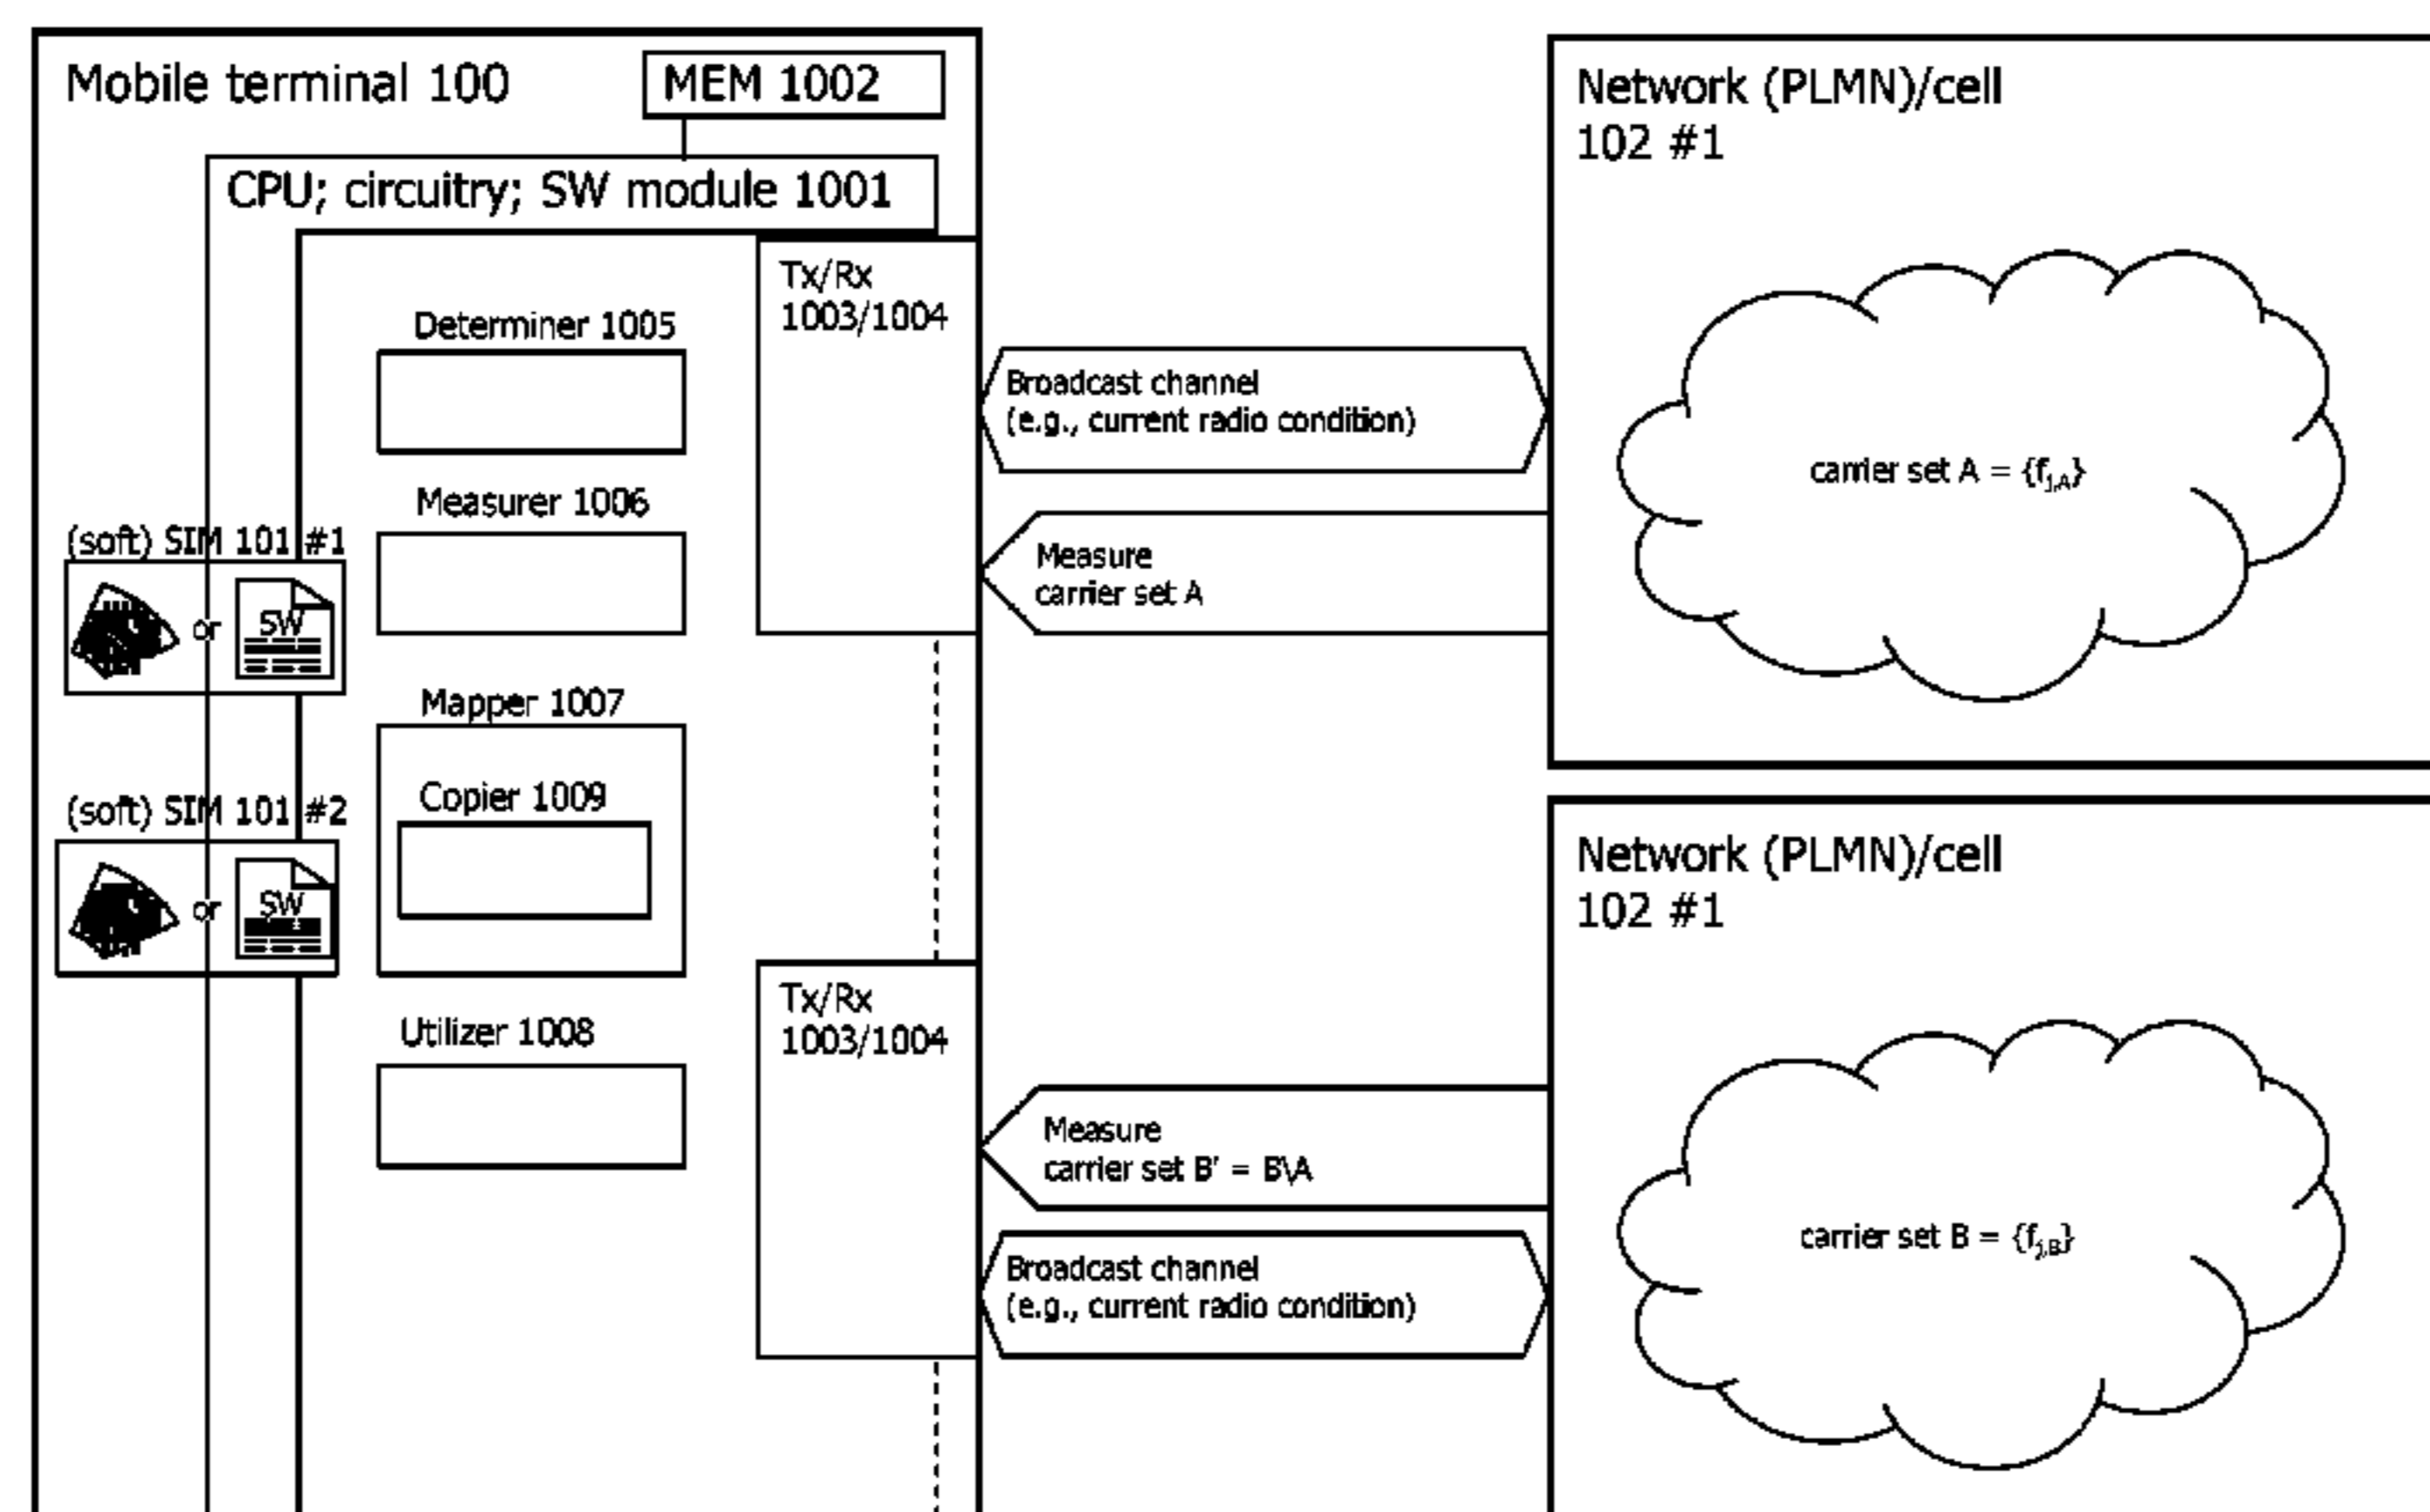 Mobile terminal 100
MEM 1002
CPU; circuitry; SW module 1001
Tx/Rx
1003/1004
Determiner 1005
Measurer 1006
(soft) SIM 101 #1
or
SW
Mapper 1007
Copier 1009
(soft) SIM 101 #2
or
SW
Utilizer 1008
Tx/Rx
1003/1004
Broadcast channel
(e.g., current radio condition)
Measure
carrier set A
Measure
carrier set B' = B\A
Broadcast channel
(e.g., current radio condition)
Network (PLMN)/cell
102 #1
carrier set A = {f_{j,A}}
Network (PLMN)/cell
102 #1
carrier set B = {f_{j,B}}